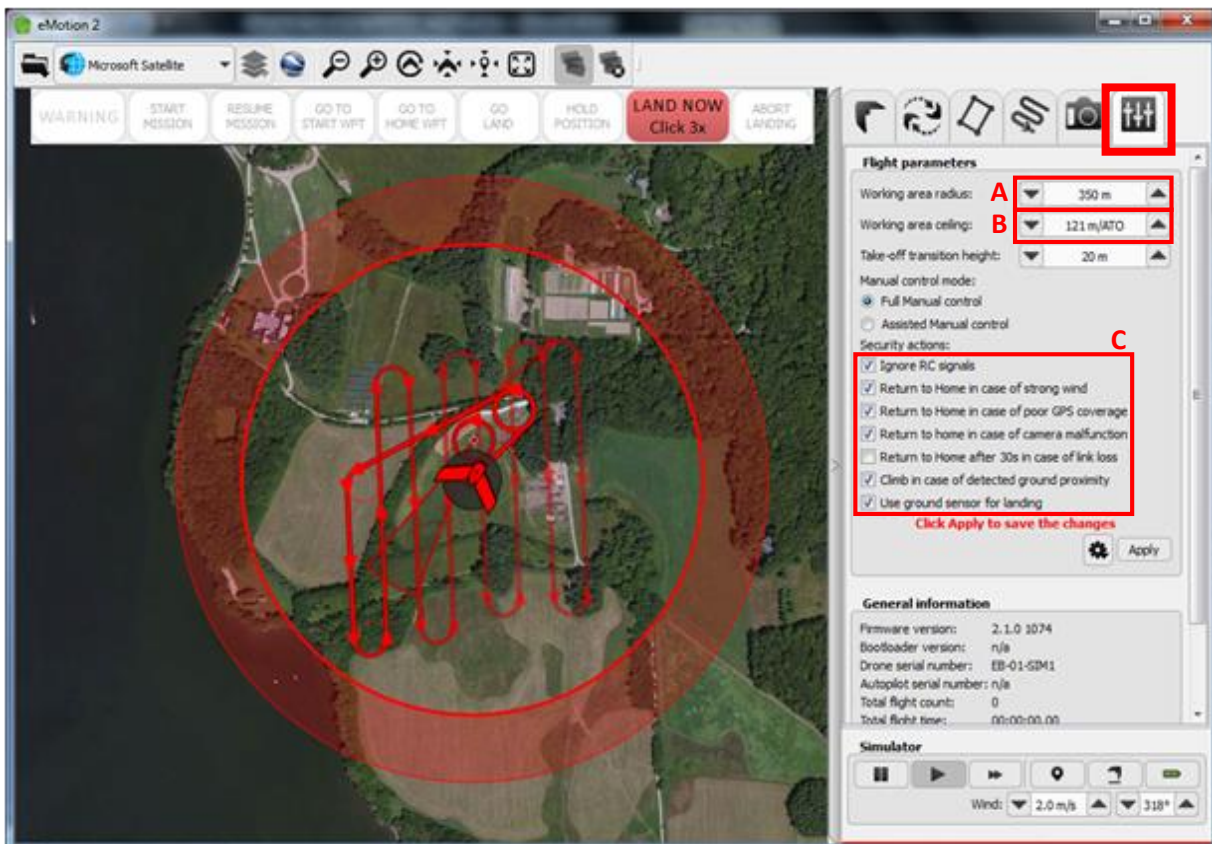 eMotion 2
Microsoft Satellite
WARNING
START MISSION
RESUME MISSION
GO TO START WPT
GO TO HOME WPT
GO LAND
HOLD POSITION
LAND NOW
Click 3x
ABORT LANDING
Flight parameters
Working area radius: A 350 m
Working area ceiling: B 121 m/ATO
Take-off transition height: 20 m
Manual control mode:
Full Manual control
Assisted Manual control
Security actions: C
Ignore RC signals
Return to Home in case of strong wind
Return to Home in case of poor GPS coverage
Return to home in case of camera malfunction
Return to Home after 30s in case of link loss
Climb in case of detected ground proximity
Use ground sensor for landing
Click Apply to save the changes
Apply
General information
Firmware version: 2.1.0 1074
Bootloader version: n/a
Drone serial number: EB-01-SIM1
Autopilot serial number: n/a
Total flight count: 0
Total flight time: 00:00:00.00
Simulator
Wind: 2.0 m/s 318°